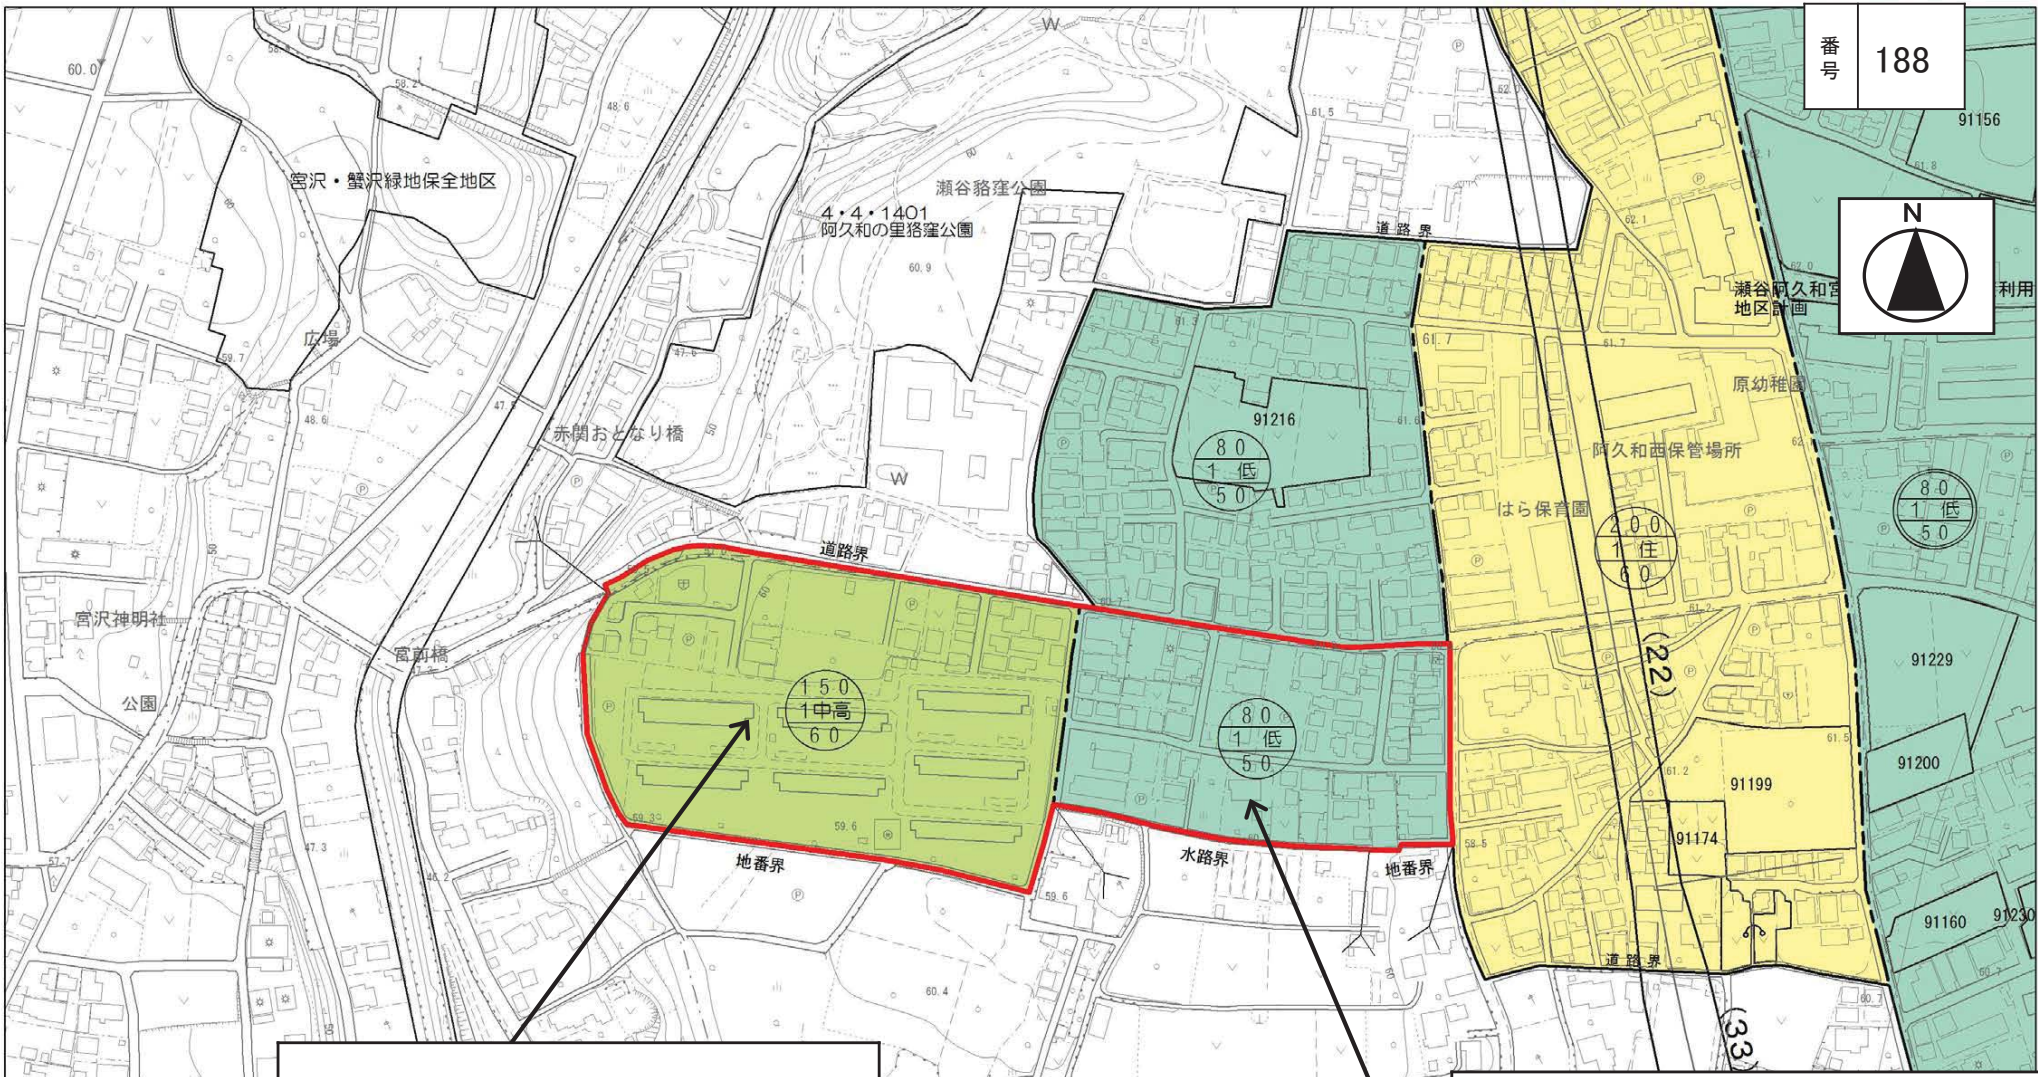 番号
188
60.0
58.2
W
48.6
61.5
91156
61.8
宮沢・蟹沢緑地保全地区
瀬谷貉窪公園
4・4・1401
阿久和の里狢窪公園
道路界
62.1
N
60.9
60
62.0
瀬谷阿久和宮
利用
地区計画
広場
59.7
61.3
61.7
61.7
47.5
原幼稚園
48.6
赤関おとなり橋
50
91216
80
1低
50
阿久和西保管場所
W
はら保育園
200
1住
60
80
1低
50
道路界
宮沢神明社
宮前橋
61.2
(22)
91229
公園
150
1中高
60
80
1低
50
61.5
91200
61.2
91199
59.3
59.6
91174
58.5
地番界
水路界
地番界
57.7
47.3
46.2
59.6
91160
91230
道路界
60.4
60.7
60.7
(33)